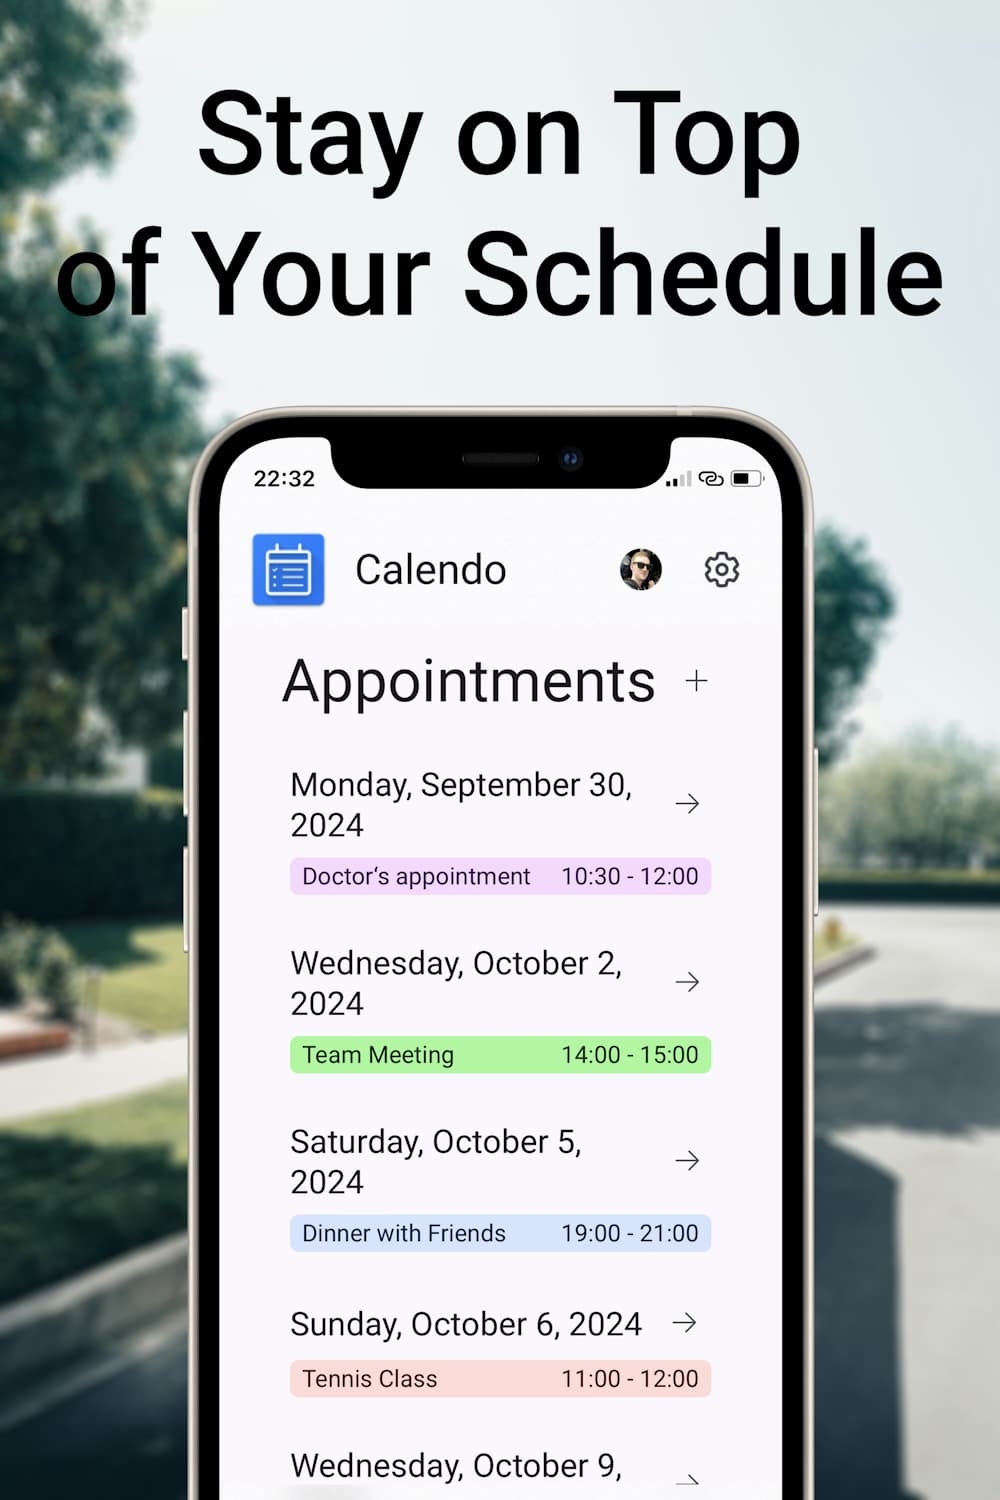 Stay on Top
of Your Schedule
22:32
Calendo
Appointments +
Monday, September 30,
2024
Doctor‘s appointment 10:30 - 12:00
Wednesday, October 2,
2024
Team Meeting 14:00 - 15:00
Saturday, October 5,
2024
Dinner with Friends 19:00 - 21:00
Sunday, October 6, 2024
Tennis Class 11:00 - 12:00
Wednesday, October 9,